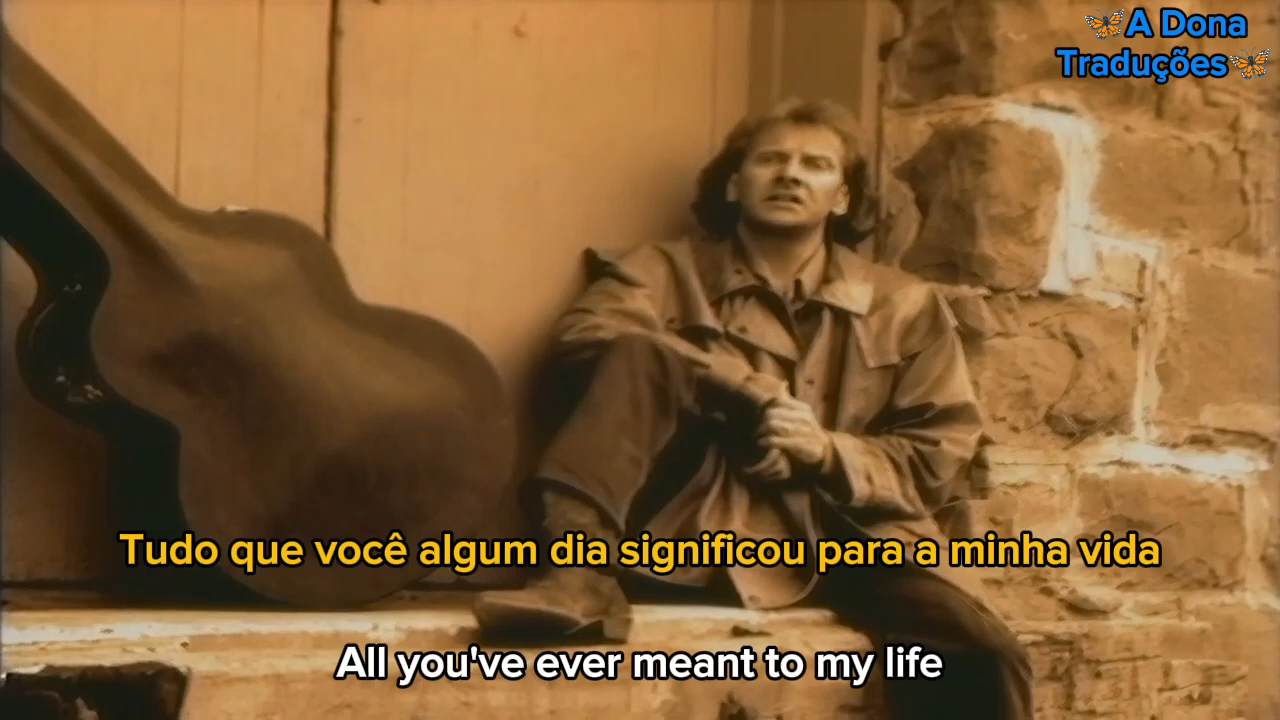 🦋A Dona
Traduções🦋
Tudo que você algum dia significou para a minha vida
All you've ever meant to my life